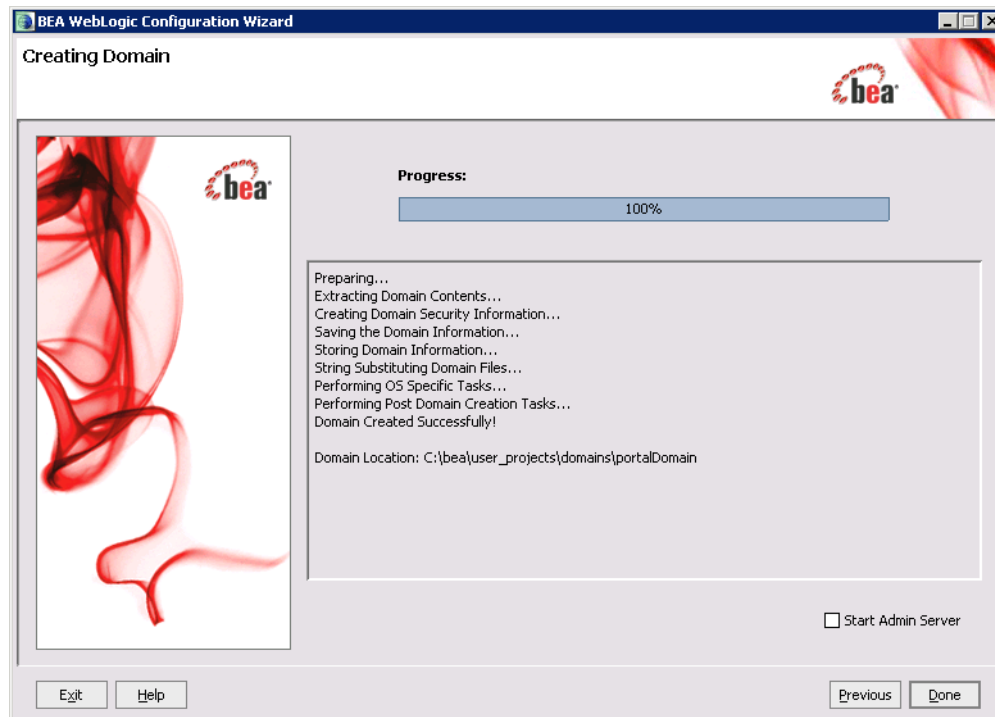 BEA WebLogic Configuration Wizard
Creating Domain
bea
bea
Progress:
100%
Preparing...
Extracting Domain Contents...
Creating Domain Security Information...
Saving the Domain Information...
Storing Domain Information...
String Substituting Domain Files...
Performing OS Specific Tasks...
Performing Post Domain Creation Tasks...
Domain Created Successfully!
Domain Location: C:\bea\user_projects\domains\portalDomain
Start Admin Server
Exit Help Previous Done